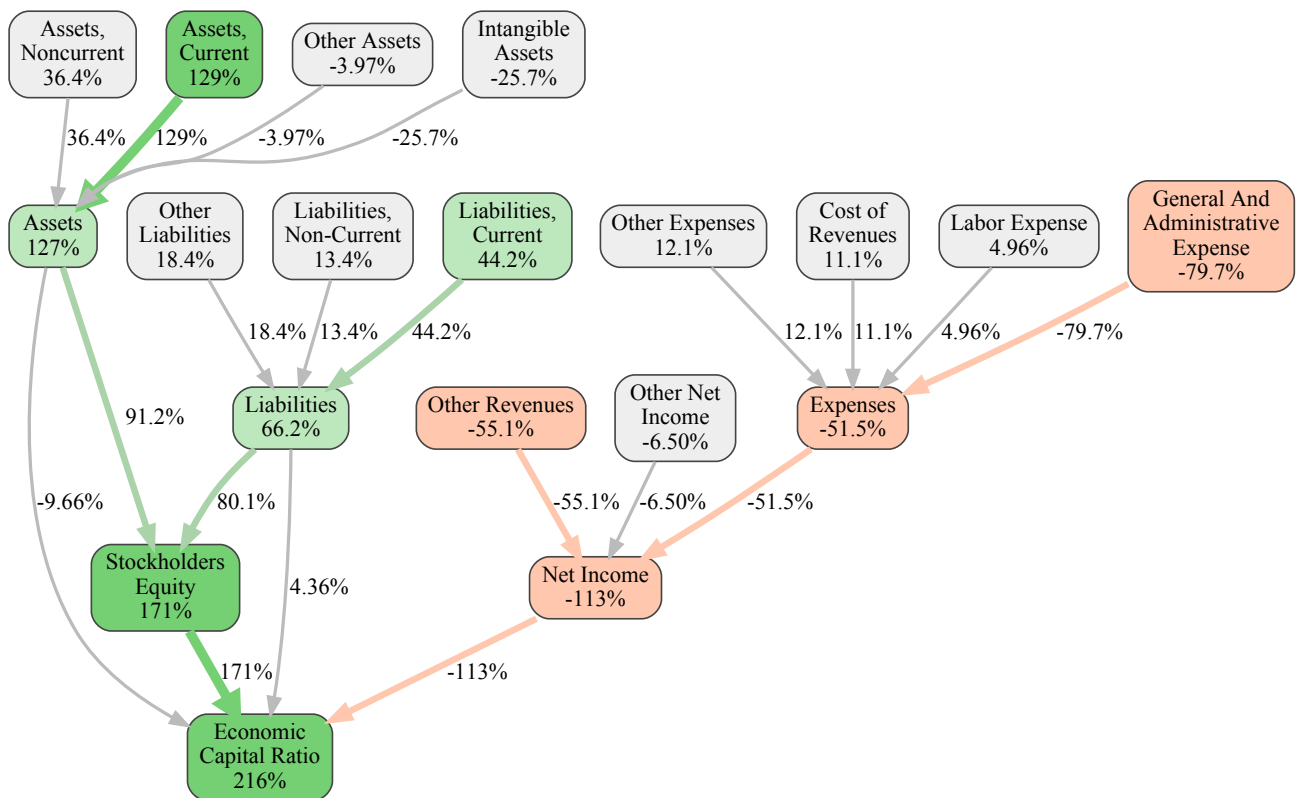 Assets,
Noncurrent
36.4%
Assets,
Current
129%
Other Assets
-3.97%
Intangible
Assets
-25.7%
36.4%
129%
-3.97%
-25.7%
Assets
127%
Other
Liabilities
18.4%
Liabilities,
Non-Current
13.4%
Liabilities,
Current
44.2%
Other Expenses
12.1%
Cost of
Revenues
11.1%
Labor Expense
4.96%
General And
Administrative
Expense
-79.7%
18.4%
13.4%
44.2%
12.1%
11.1%
4.96%
-79.7%
91.2%
Liabilities
66.2%
Other Revenues
-55.1%
Other Net
Income
-6.50%
Expenses
-51.5%
-9.66%
80.1%
-55.1%
-6.50%
-51.5%
Stockholders
Equity
171%
4.36%
Net Income
-113%
171%
-113%
Economic
Capital Ratio
216%